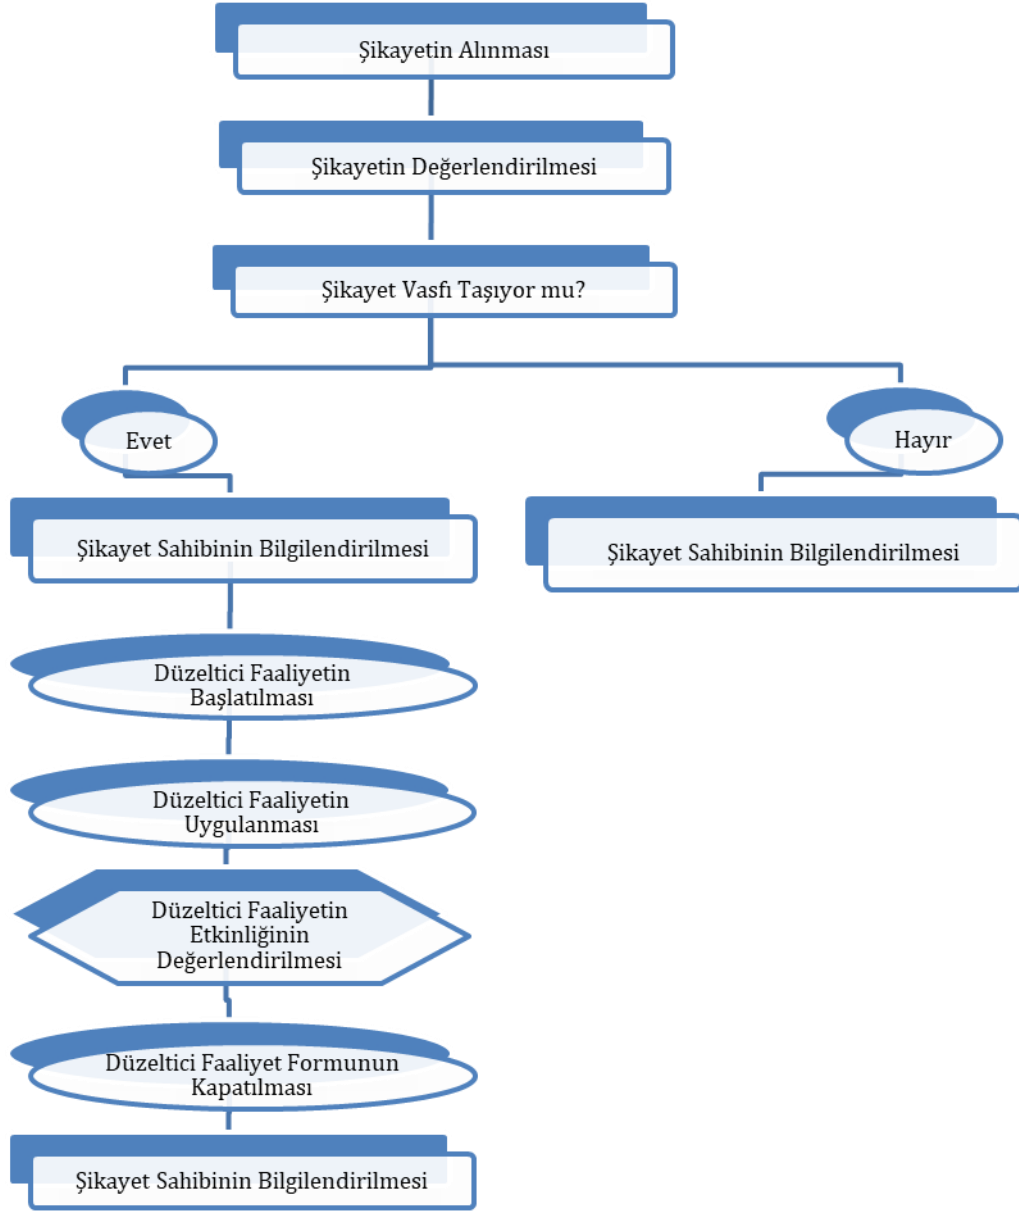 Şikayetin Alınması
Şikayetin Değerlendirilmesi
Şikayet Vasfı Taşıyor mu?
Evet
Hayır
Şikayet Sahibinin Bilgilendirilmesi
Şikayet Sahibinin Bilgilendirilmesi
Düzeltici Faaliyetin
Başlatılması
Düzeltici Faaliyetin
Uygulanması
Düzeltici Faaliyetin
Etkinliğinin
Değerlendirilmesi
Düzeltici Faaliyet Formunun
Kapatılması
Şikayet Sahibinin Bilgilendirilmesi